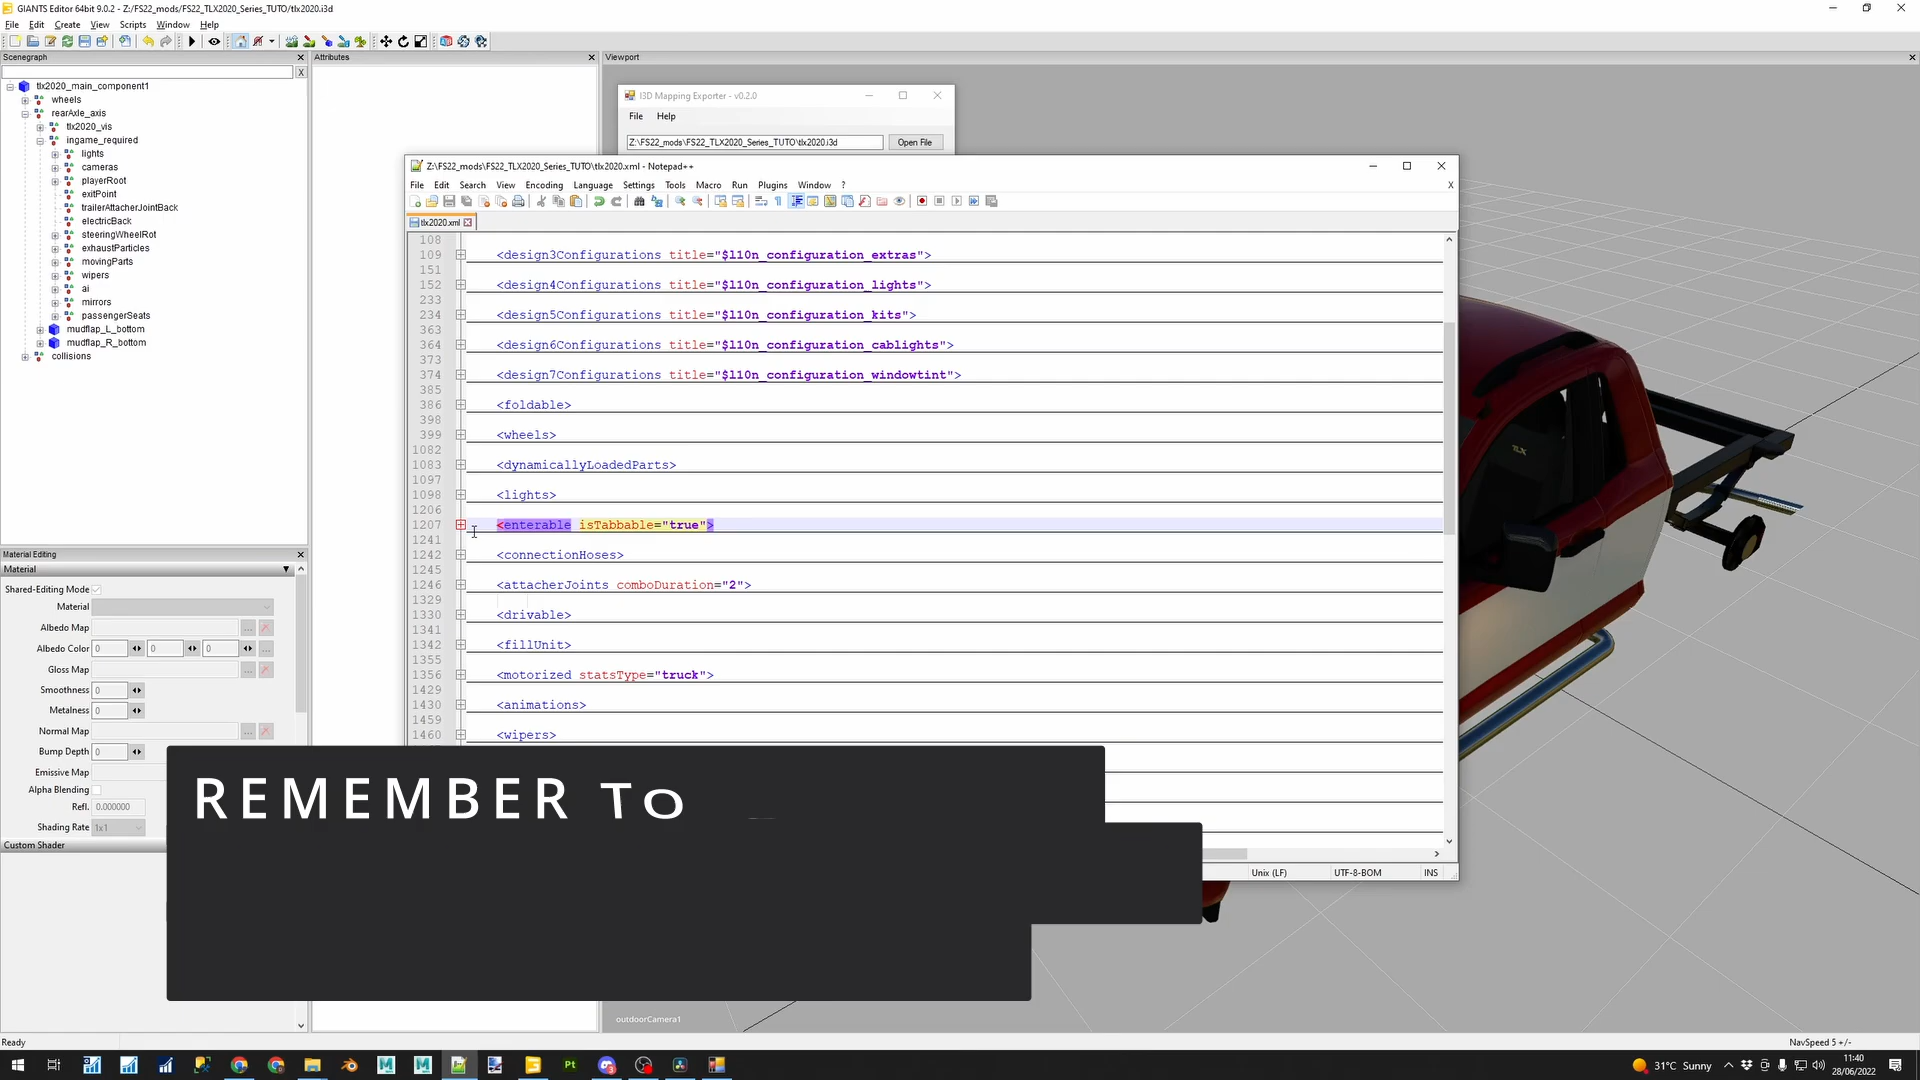 GIANTS Editor 64bit 9.0.2 - Z:/FS22_mods/FS22_TLX2020_Series_TUTO/tlx2020.i3d
File Edit Create View Scripts Window Help
Scenegraph
Attributes
Viewport
X
tlx2020_main_component1
wheels
rearAxle_axis
tlx2020_vis
ingame_required
lights
cameras
playerRoot
exitPoint
trailerAttacherJointBack
electricBack
steeringWheelRot
exhaustParticles
movingParts
wipers
ai
mirrors
passengerSeats
mudflap_L_bottom
mudflap_R_bottom
collisions
I3D Mapping Exporter - v0.2.0
File Help
Z:\FS22_mods\FS22_TLX2020_Series_TUTO\tlx2020.i3d Open File
Z:\FS22_mods\FS22_TLX2020_Series_TUTO\tlx2020.xml - Notepad++
File Edit Search View Encoding Language Settings Tools Macro Run Plugins Window ? X
tlx2020.xml
108
109 <design3Configurations title="$l10n_configuration_extras">
151
152 <design4Configurations title="$l10n_configuration_lights">
233
234 <design5Configurations title="$l10n_configuration_kits">
363
364 <design6Configurations title="$l10n_configuration_cablights">
373
374 <design7Configurations title="$l10n_configuration_windowtint">
385
386 <foldable>
398
399 <wheels>
1082
1083 <dynamicallyLoadedParts>
1097
1098 <lights>
1206
1207 <enterable isTabbable="true">
1241
1242 <connectionHoses>
1245
1246 <attacherJoints comboDuration="2">
1329
1330 <drivable>
1341
1342 <fillUnit>
1355
1356 <motorized statsType="truck">
1429
1430 <animations>
1459
1460 <wipers>
Unix (LF) UTF-8-BOM INS
TLX
Material Editing
Material
Shared-Editing Mode
Material
Albedo Map ...
Albedo Color 0 0 0 ...
Gloss Map ...
Smoothness 0
Metalness 0
Normal Map ...
Bump Depth 0
Emissive Map
Alpha Blending
Refl. 0.000000
Shading Rate 1x1
Custom Shader
REMEMBER TO
outdoorCamera1
Ready
NavSpeed 5 +/-
31°C Sunny
11:40
28/06/2022